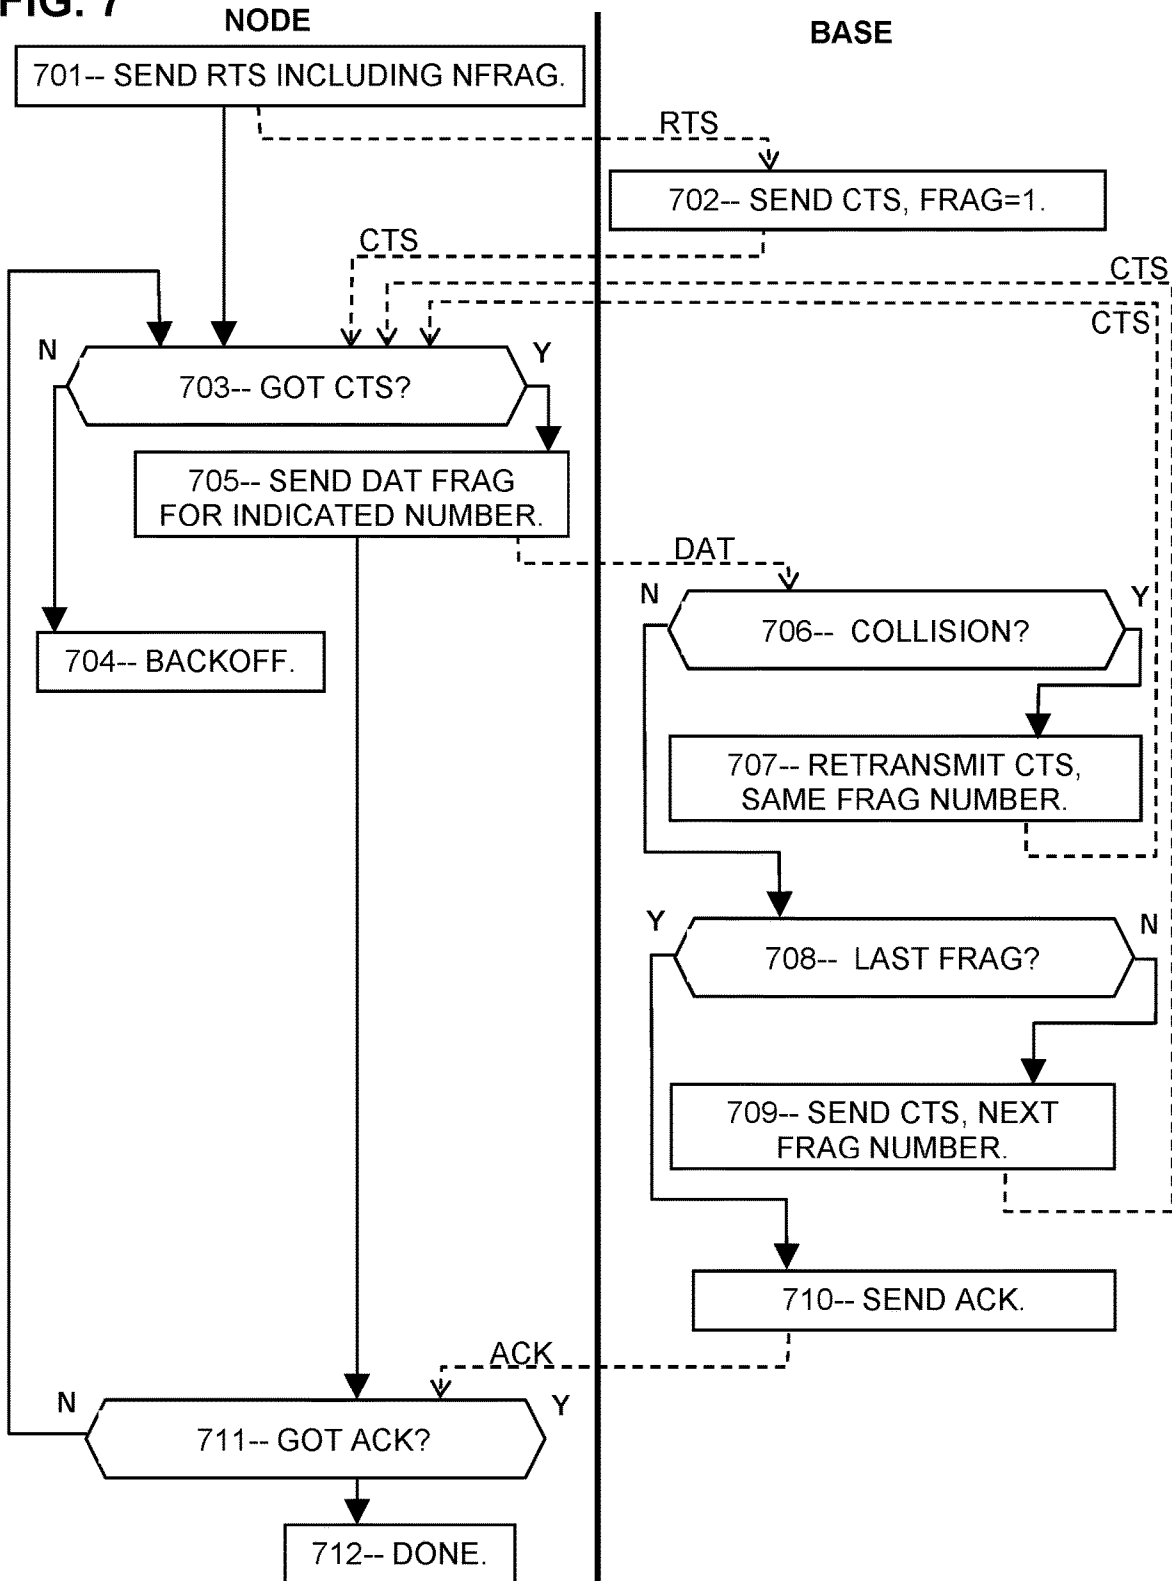 FIG. 7
NODE
BASE
701-- SEND RTS INCLUDING NFRAG.
RTS
702-- SEND CTS, FRAG=1.
CTS
CTS
CTS
N
Y
703-- GOT CTS?
705-- SEND DAT FRAG
FOR INDICATED NUMBER.
DAT
N
Y
706-- COLLISION?
704-- BACKOFF.
707-- RETRANSMIT CTS,
SAME FRAG NUMBER.
Y
N
708-- LAST FRAG?
709-- SEND CTS, NEXT
FRAG NUMBER.
710-- SEND ACK.
ACK
N
Y
711-- GOT ACK?
712-- DONE.